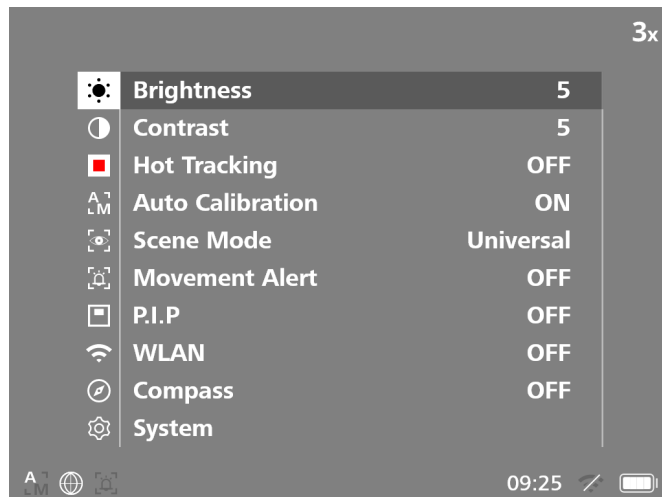 3x
Brightness 5
Contrast 5
Hot Tracking OFF
A M Auto Calibration ON
Scene Mode Universal
Movement Alert OFF
P.I.P OFF
WLAN OFF
Compass OFF
System
A M 09:25